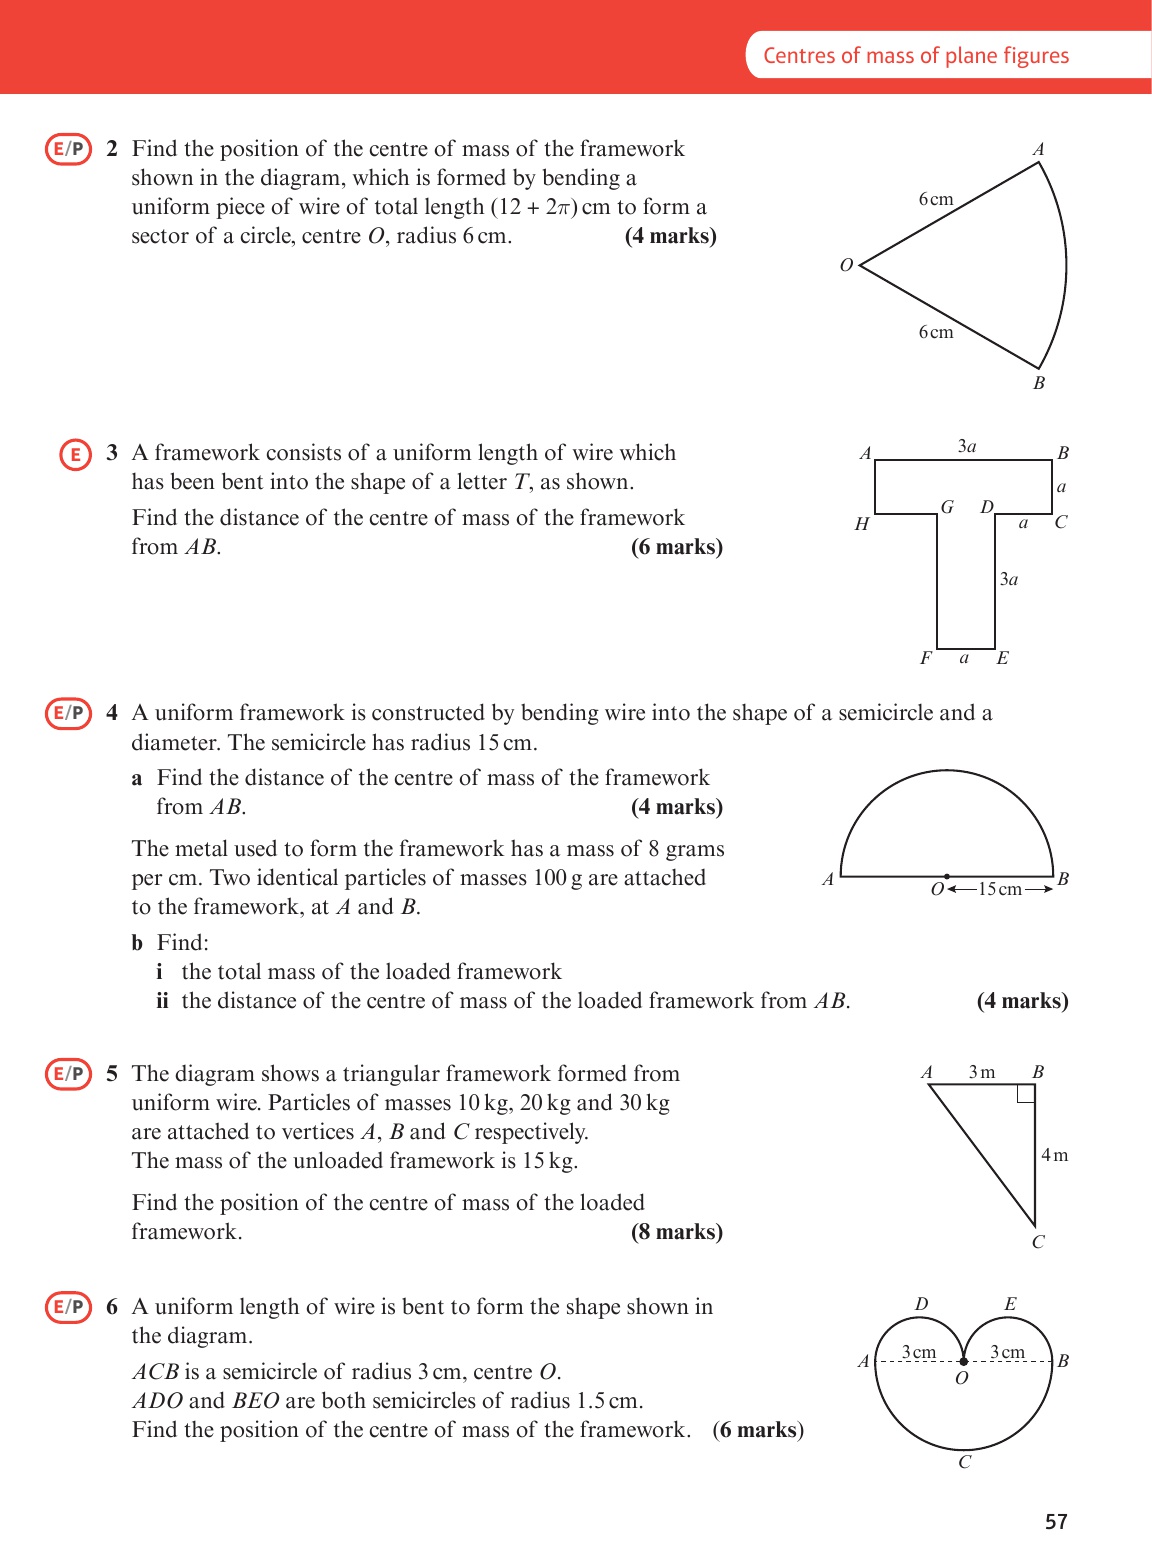 Centres of mass of plane figures
E/P 2 Find the position of the centre of mass of the framework
shown in the diagram, which is formed by bending a
uniform piece of wire of total length (12 + 2π) cm to form a
sector of a circle, centre O, radius 6 cm. (4 marks)
A
6 cm
O
6 cm
B
E 3 A framework consists of a uniform length of wire which
has been bent into the shape of a letter T, as shown.
Find the distance of the centre of mass of the framework
from AB. (6 marks)
A 3a B
a
H G D a C
3a
F a E
E/P 4 A uniform framework is constructed by bending wire into the shape of a semicircle and a
diameter. The semicircle has radius 15 cm.
a Find the distance of the centre of mass of the framework
from AB. (4 marks)
The metal used to form the framework has a mass of 8 grams
per cm. Two identical particles of masses 100 g are attached
to the framework, at A and B.
A O 15 cm B
b Find:
i the total mass of the loaded framework
ii the distance of the centre of mass of the loaded framework from AB. (4 marks)
E/P 5 The diagram shows a triangular framework formed from
uniform wire. Particles of masses 10 kg, 20 kg and 30 kg
are attached to vertices A, B and C respectively.
The mass of the unloaded framework is 15 kg.
Find the position of the centre of mass of the loaded
framework. (8 marks)
A 3 m B
4 m
C
E/P 6 A uniform length of wire is bent to form the shape shown in
the diagram.
ACB is a semicircle of radius 3 cm, centre O.
ADO and BEO are both semicircles of radius 1.5 cm.
Find the position of the centre of mass of the framework. (6 marks)
D E
A 3 cm 3 cm B
O
C
57